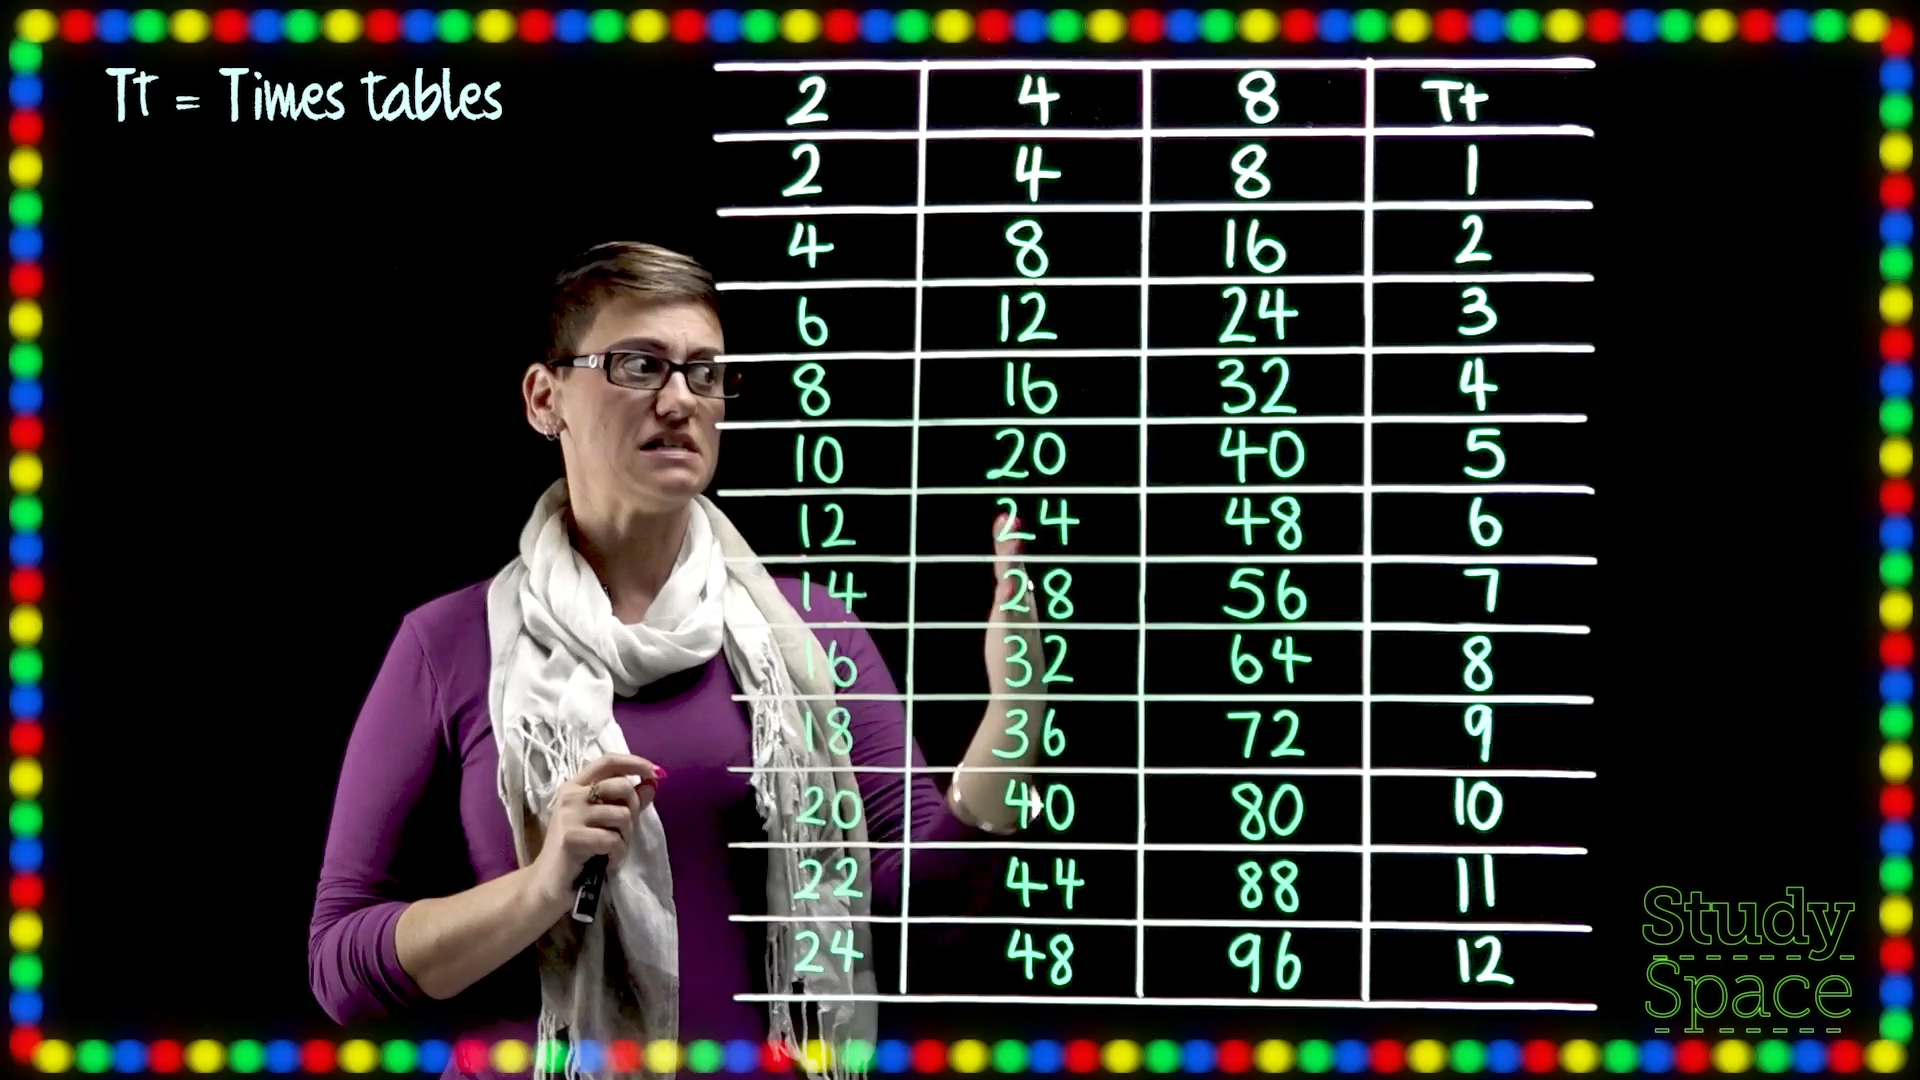 Tt = Times tables
2 4 8 Tt
2 4 8 1
4 8 16 2
6 12 24 3
8 16 32 4
10 20 40 5
12 24 48 6
14 28 56 7
16 32 64 8
18 36 72 9
20 40 80 10
22 44 88 11
24 48 96 12
Study
Space